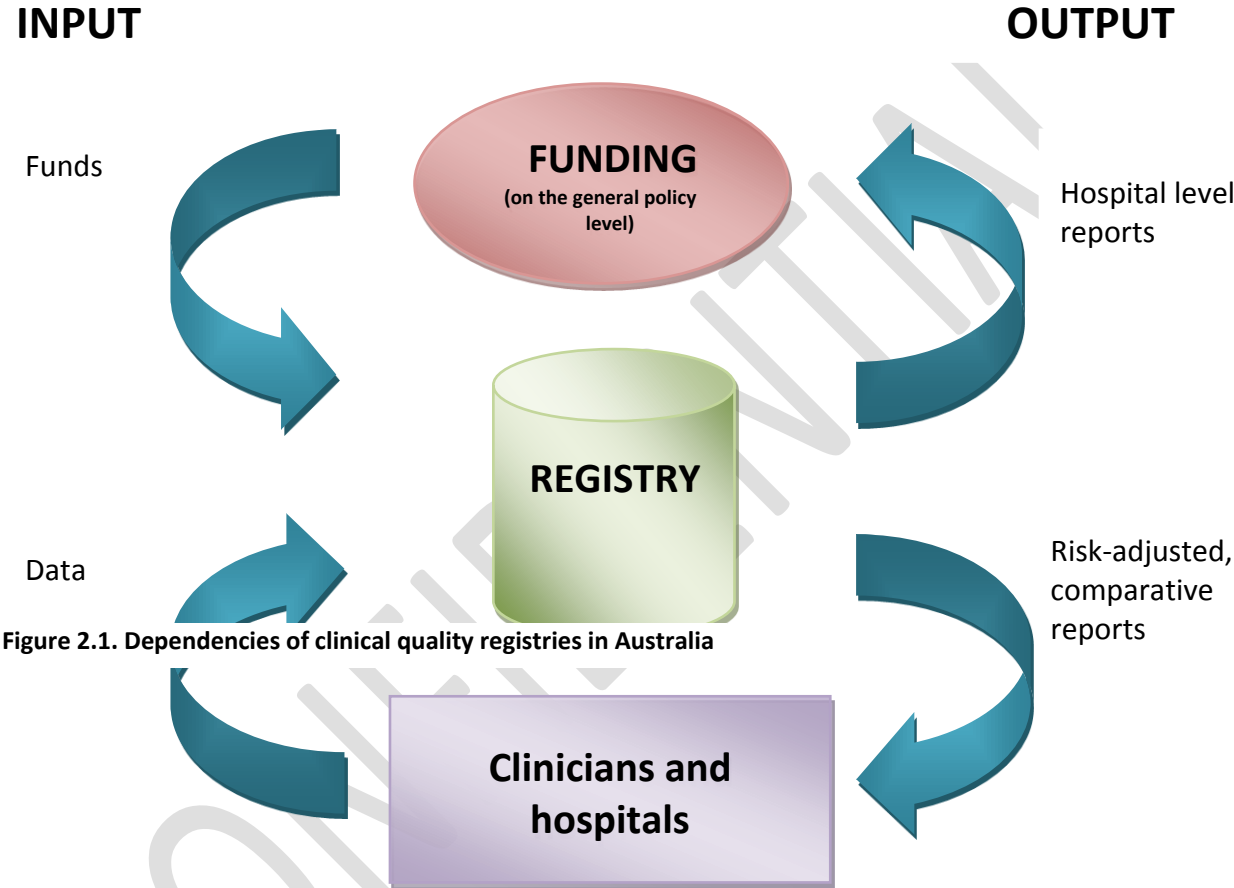 INPUT
OUTPUT
Funds
FUNDING
(on the general policy
level)
Hospital level
reports
REGISTRY
Data
Risk-adjusted,
comparative
reports
Figure 2.1. Dependencies of clinical quality registries in Australia
Clinicians and
hospitals